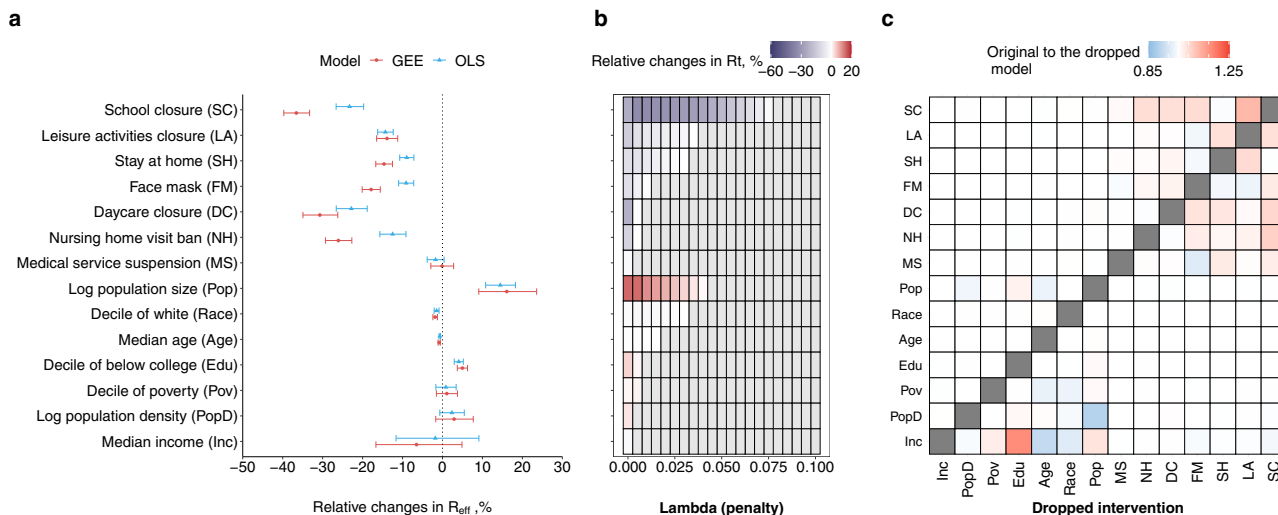 a
Model GEE OLS
School closure (SC)
Leisure activities closure (LA)
Stay at home (SH)
Face mask (FM)
Daycare closure (DC)
Nursing home visit ban (NH)
Medical service suspension (MS)
Log population size (Pop)
Decile of white (Race)
Median age (Age)
Decile of below college (Edu)
Decile of poverty (Pov)
Log population density (PopD)
Median income (Inc)
−50 −40 −30 −20 −10 0 10 20 30
Relative changes in Reff ,%
b
Relative changes in Rt, %
−60 −30 0 20
0.000 0.025 0.050 0.075 0.100
Lambda (penalty)
c
Original to the dropped
model
0.85 1.25
SC
LA
SH
FM
DC
NH
MS
Pop
Race
Age
Edu
Pov
PopD
Inc
Inc PopD Pov Edu Age Race Pop MS NH DC FM SH LA SC
Dropped intervention